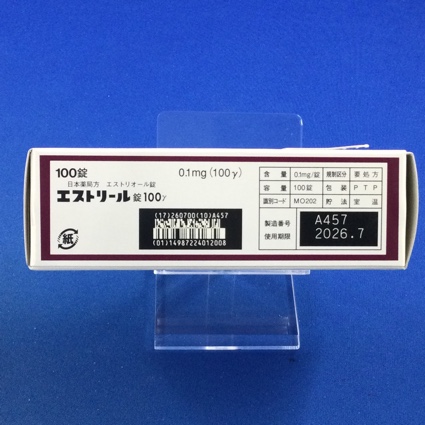 100錠
0.1mg (100γ)
日本薬局方 エストリオール錠
エストリール錠100γ
(17)260700(10)A457
(01)14987224012008
紙
含量 0.1mg/錠 規制区分 要処方
容量 100錠 包装 PTP
識別コード MO202 貯法 室温
製造番号 A457
使用期限 2026.7